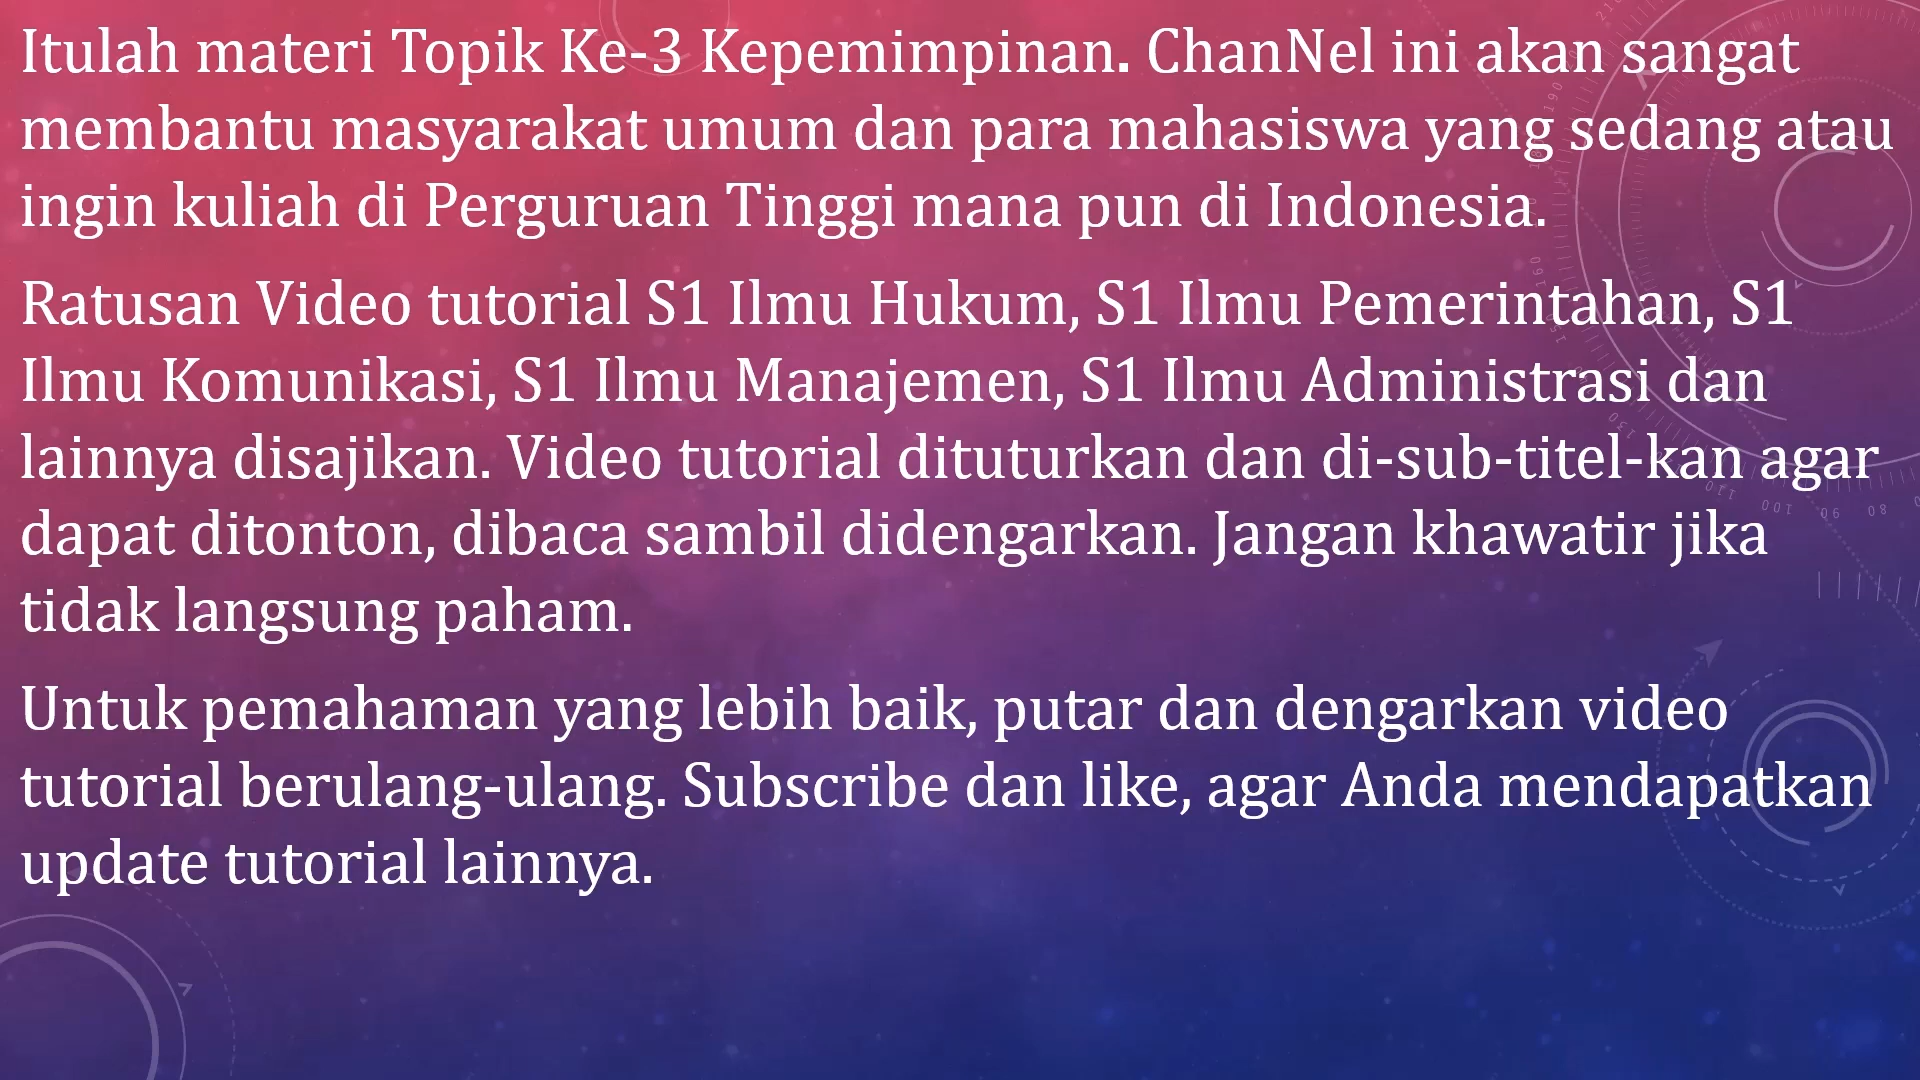 Itulah materi Topik Ke-3 Kepemimpinan. ChanNel ini akan sangat
membantu masyarakat umum dan para mahasiswa yang sedang atau
ingin kuliah di Perguruan Tinggi mana pun di Indonesia.
Ratusan Video tutorial S1 Ilmu Hukum, S1 Ilmu Pemerintahan, S1
Ilmu Komunikasi, S1 Ilmu Manajemen, S1 Ilmu Administrasi dan
lainnya disajikan. Video tutorial dituturkan dan di-sub-titel-kan agar
dapat ditonton, dibaca sambil didengarkan. Jangan khawatir jika
tidak langsung paham.
Untuk pemahaman yang lebih baik, putar dan dengarkan video
tutorial berulang-ulang. Subscribe dan like, agar Anda mendapatkan
update tutorial lainnya.